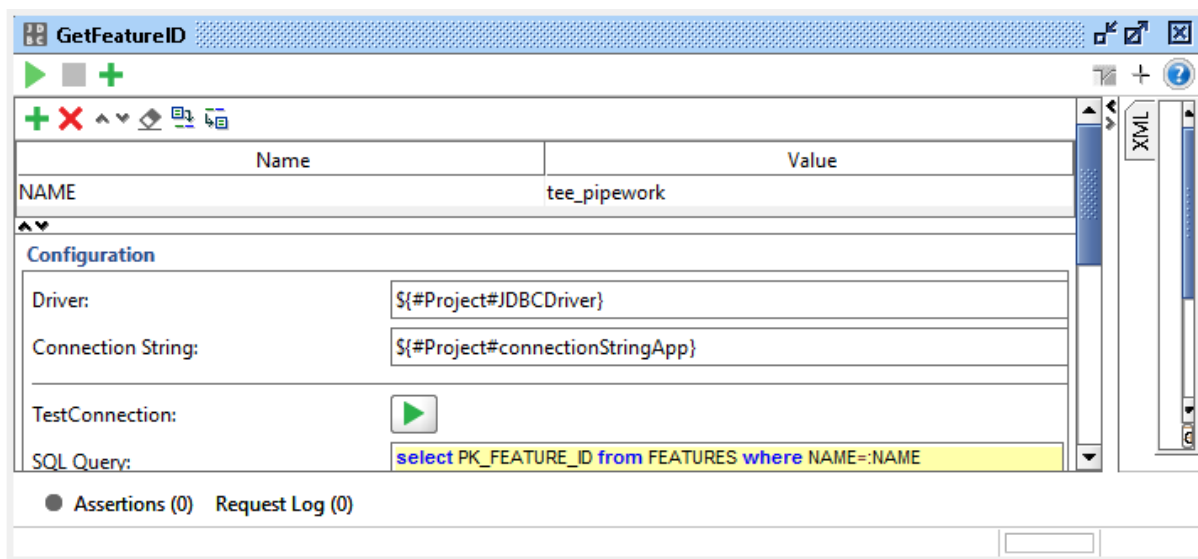 JDBC GetFeatureID
XML
Name Value
NAME tee_pipework
Configuration
Driver: ${#Project#JDBCDriver}
Connection String: ${#Project#connectionStringApp}
TestConnection:
SQL Query: select PK_FEATURE_ID from FEATURES where NAME=:NAME
Assertions (0) Request Log (0)